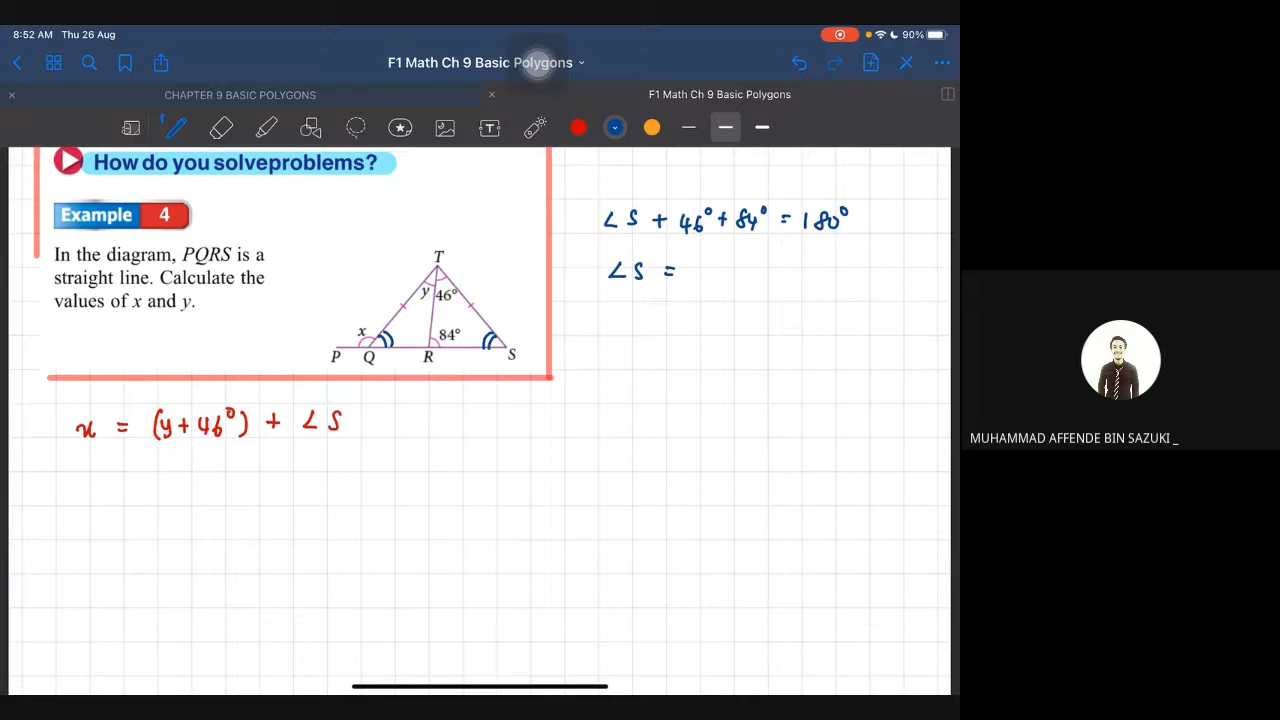 8:52 AM Thu 26 Aug
90%
F1 Math Ch 9 Basic Polygons
CHAPTER 9 BASIC POLYGONS
F1 Math Ch 9 Basic Polygons
How do you solveproblems?
Example 4
In the diagram, PQRS is a
straight line. Calculate the
values of x and y.
T
y 46°
x 84°
P Q R S
∠S + 46° + 84° = 180°
∠S =
x = (y + 46°) + ∠S
MUHAMMAD AFFENDE BIN SAZUKI _